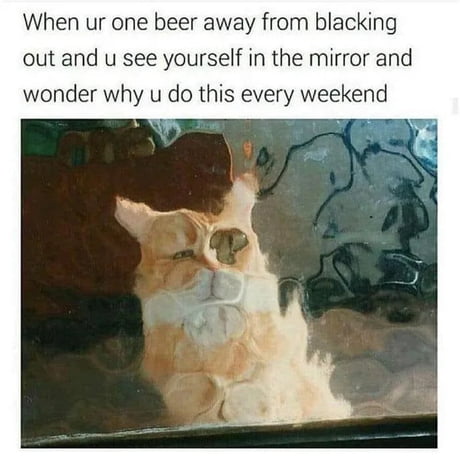 When ur one beer away from blacking
out and u see yourself in the mirror and
wonder why u do this every weekend